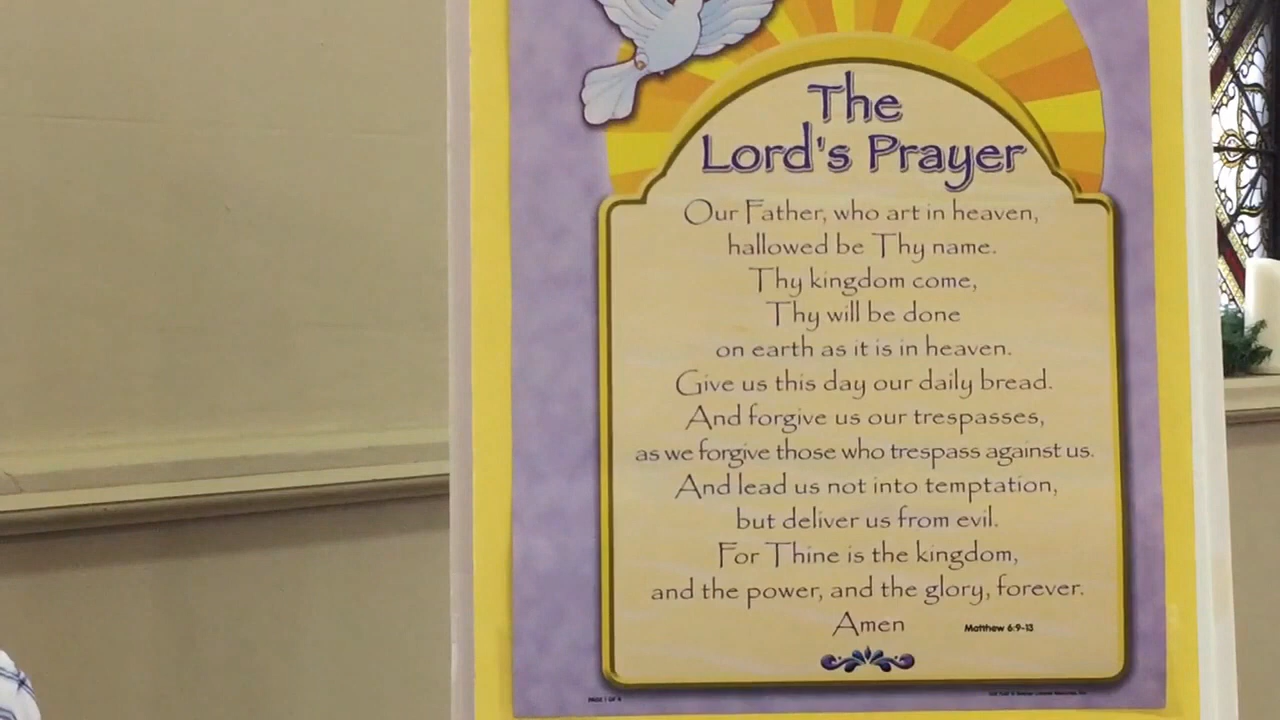 The
Lord's Prayer
Our Father, who art in heaven,
hallowed be Thy name.
Thy kingdom come,
Thy will be done
on earth as it is in heaven.
Give us this day our daily bread.
And forgive us our trespasses,
as we forgive those who trespass against us.
And lead us not into temptation,
but deliver us from evil.
For Thine is the kingdom,
and the power, and the glory, forever.
Amen
Matthew 6:9-13